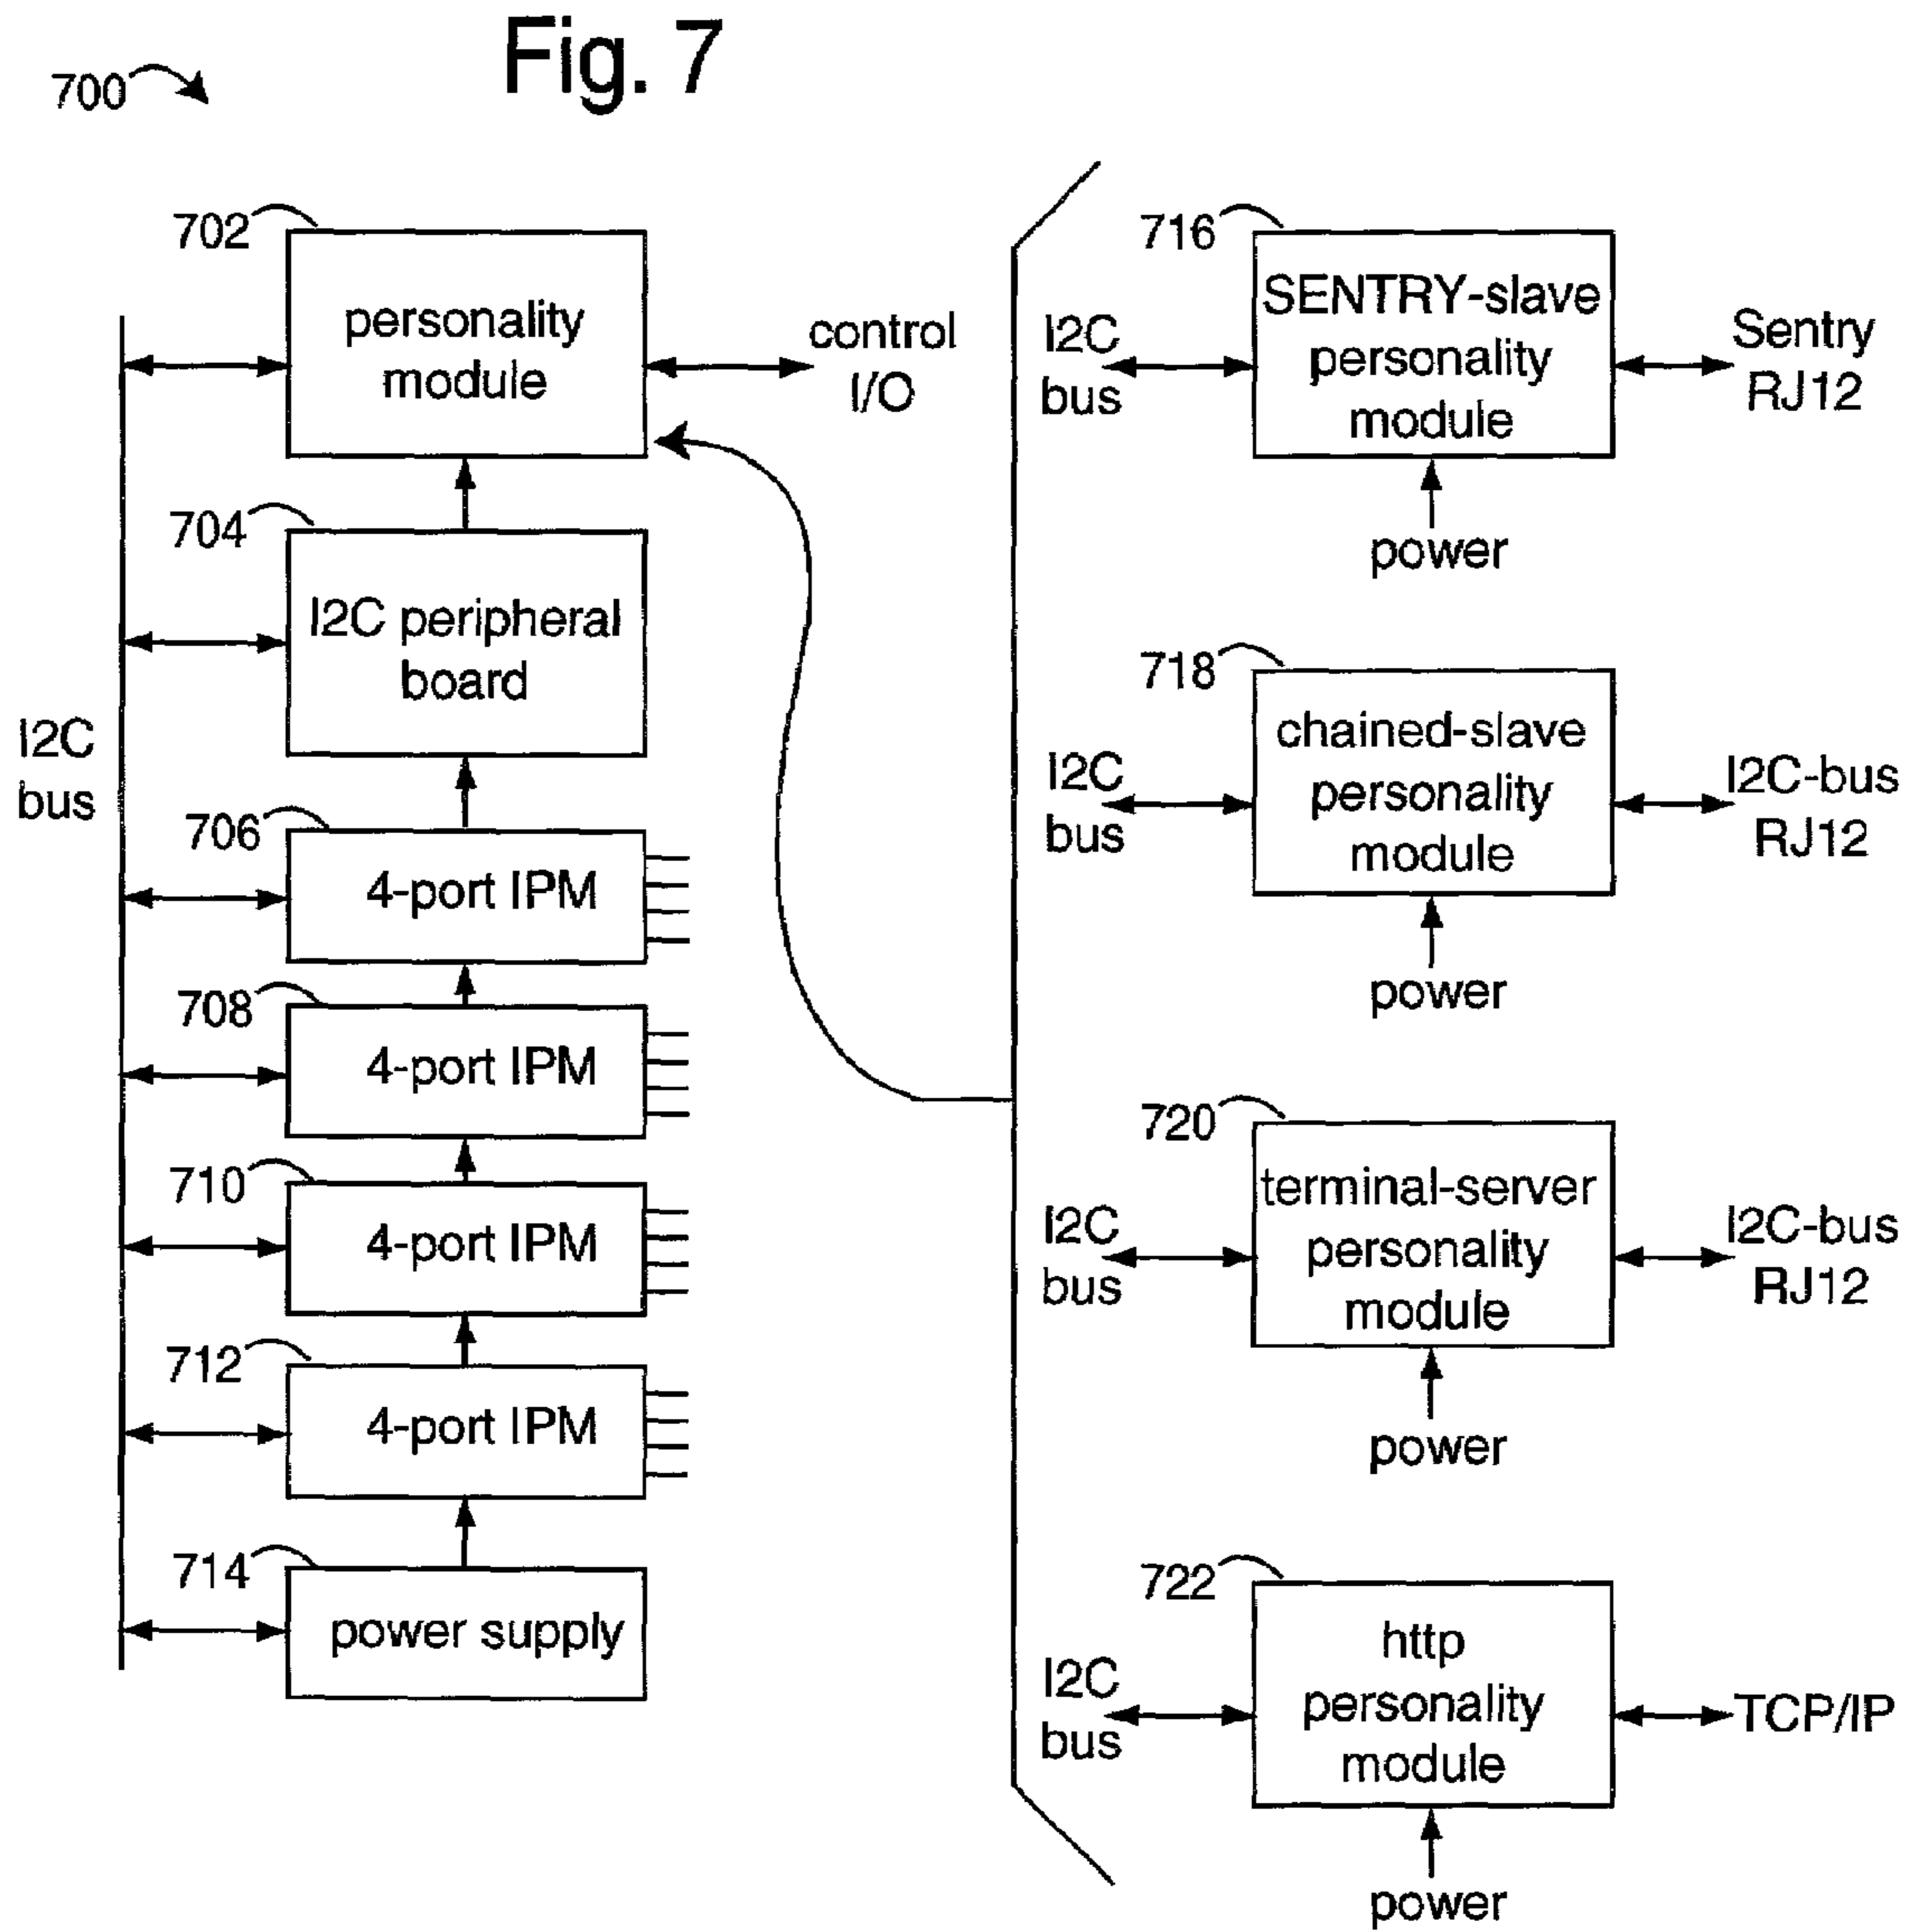 Fig. 7
700
702
personality
module
control
I/O
704
I2C peripheral
board
I2C
bus
706
4-port IPM
708
4-port IPM
710
4-port IPM
712
4-port IPM
714
power supply
716
SENTRY-slave
personality
module
I2C
bus
Sentry
RJ12
power
718
chained-slave
personality
module
I2C
bus
I2C-bus
RJ12
power
720
terminal-server
personality
module
I2C
bus
I2C-bus
RJ12
power
722
http
personality
module
I2C
bus
TCP/IP
power